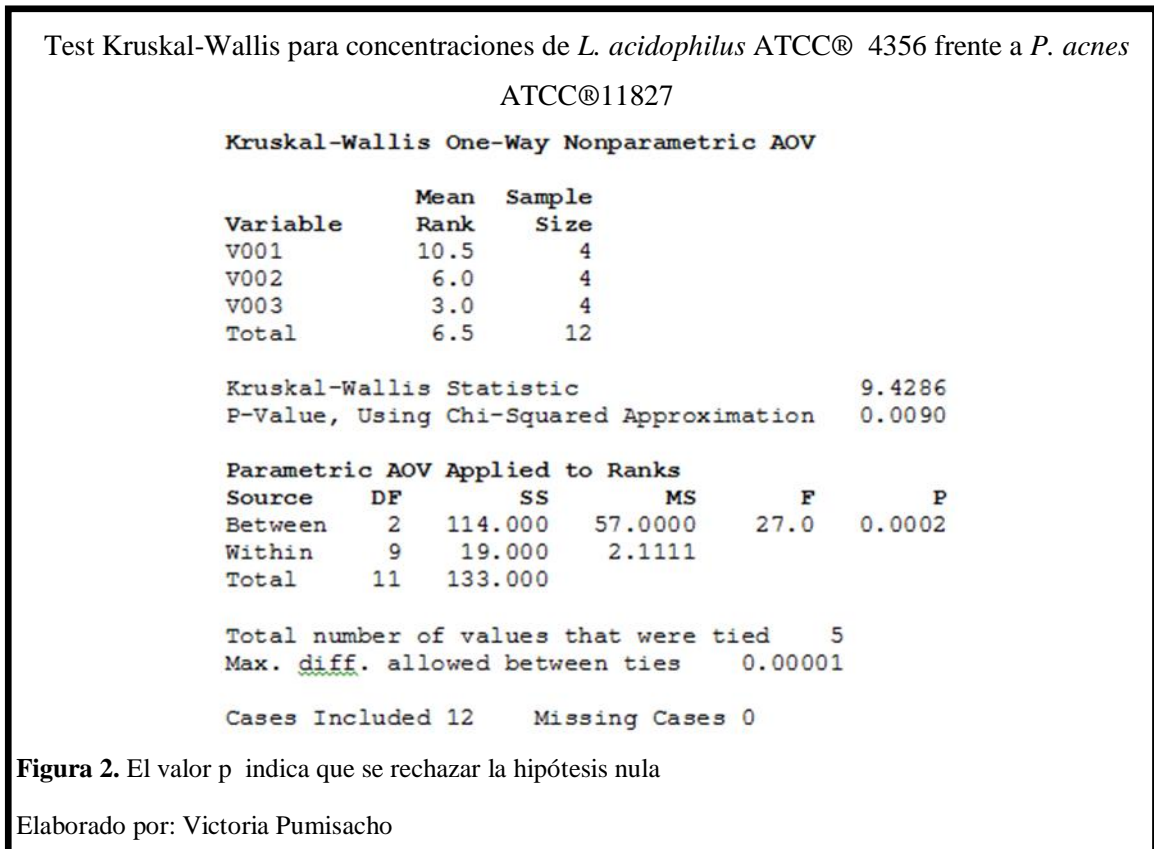 Test Kruskal-Wallis para concentraciones de L. acidophilus ATCC® 4356 frente a P. acnes
ATCC®11827
Kruskal-Wallis One-Way Nonparametric AOV
Mean Sample
Variable Rank Size
V001 10.5 4
V002 6.0 4
V003 3.0 4
Total 6.5 12
Kruskal-Wallis Statistic 9.4286
P-Value, Using Chi-Squared Approximation 0.0090
Parametric AOV Applied to Ranks
Source DF SS MS F P
Between 2 114.000 57.0000 27.0 0.0002
Within 9 19.000 2.1111
Total 11 133.000
Total number of values that were tied 5
Max. diff. allowed between ties 0.00001
Cases Included 12 Missing Cases 0
Figura 2. El valor p indica que se rechazar la hipótesis nula
Elaborado por: Victoria Pumisacho